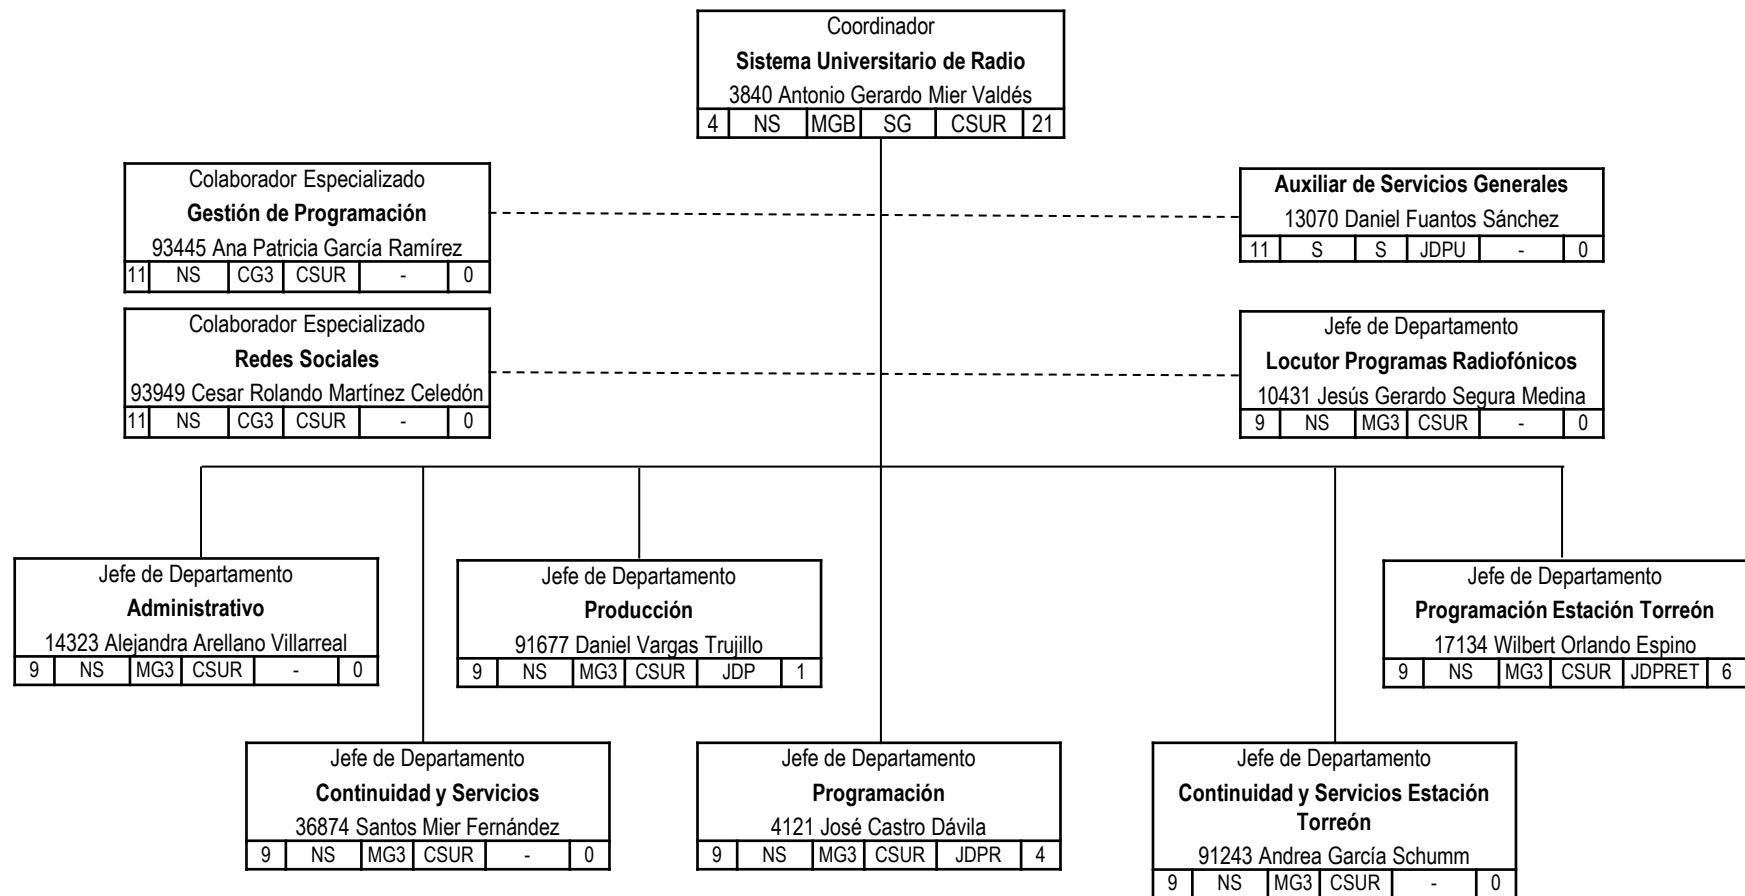 Coordinador
Sistema Universitario de Radio
3840 Antonio Gerardo Mier Valdés
4 NS MGB SG CSUR 21
Colaborador Especializado
Gestión de Programación
93445 Ana Patricia García Ramírez
11 NS CG3 CSUR - 0
Auxiliar de Servicios Generales
13070 Daniel Fuantos Sánchez
11 S S JDPU - 0
Colaborador Especializado
Redes Sociales
93949 Cesar Rolando Martínez Celedón
11 NS CG3 CSUR - 0
Jefe de Departamento
Locutor Programas Radiofónicos
10431 Jesús Gerardo Segura Medina
9 NS MG3 CSUR - 0
Jefe de Departamento
Administrativo
14323 Alejandra Arellano Villarreal
9 NS MG3 CSUR - 0
Jefe de Departamento
Producción
91677 Daniel Vargas Trujillo
9 NS MG3 CSUR JDP 1
Jefe de Departamento
Programación Estación Torreón
17134 Wilbert Orlando Espino
9 NS MG3 CSUR JDPRET 6
Jefe de Departamento
Continuidad y Servicios
36874 Santos Mier Fernández
9 NS MG3 CSUR - 0
Jefe de Departamento
Programación
4121 José Castro Dávila
9 NS MG3 CSUR JDPR 4
Jefe de Departamento
Continuidad y Servicios Estación
Torreón
91243 Andrea García Schumm
9 NS MG3 CSUR - 0